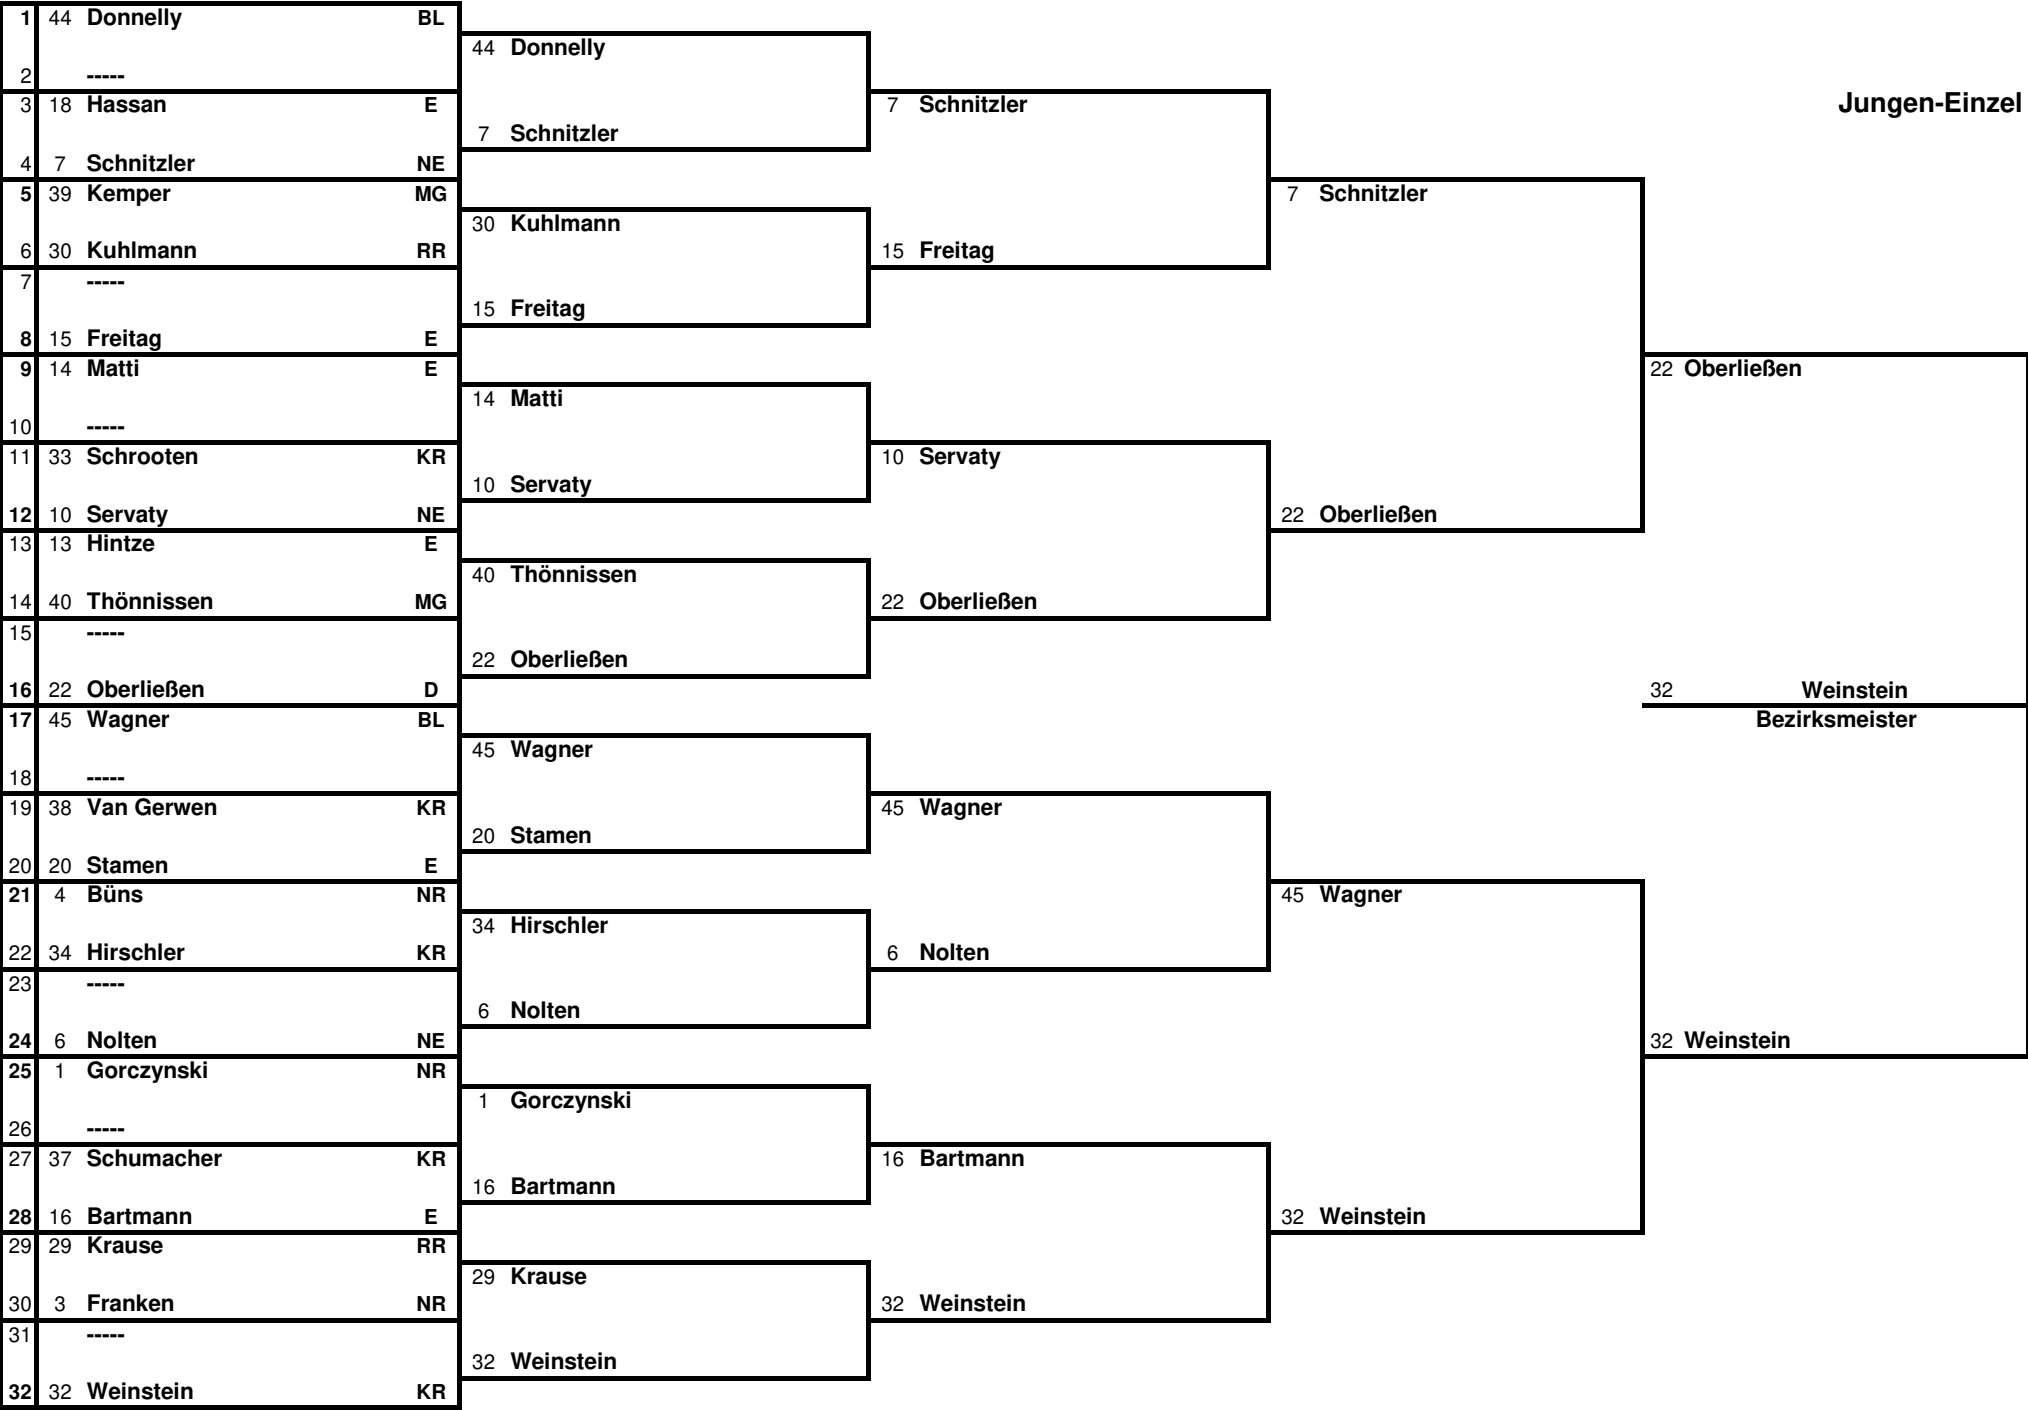 Jungen-Einzel
1 44 Donnelly BL
2 -----
3 18 Hassan E
4 7 Schnitzler NE
5 39 Kemper MG
6 30 Kuhlmann RR
7 -----
8 15 Freitag E
9 14 Matti E
10 -----
11 33 Schrooten KR
12 10 Servaty NE
13 13 Hintze E
14 40 Thönnissen MG
15 -----
16 22 Oberließen D
17 45 Wagner BL
18 -----
19 38 Van Gerwen KR
20 20 Stamen E
21 4 Büns NR
22 34 Hirschler KR
23 -----
24 6 Nolten NE
25 1 Gorczynski NR
26 -----
27 37 Schumacher KR
28 16 Bartmann E
29 29 Krause RR
30 3 Franken NR
31 -----
32 32 Weinstein KR
44 Donnelly
7 Schnitzler
30 Kuhlmann
15 Freitag
14 Matti
10 Servaty
40 Thönnissen
22 Oberließen
45 Wagner
20 Stamen
34 Hirschler
6 Nolten
1 Gorczynski
16 Bartmann
29 Krause
32 Weinstein
7 Schnitzler
15 Freitag
10 Servaty
22 Oberließen
45 Wagner
6 Nolten
16 Bartmann
32 Weinstein
7 Schnitzler
22 Oberließen
45 Wagner
32 Weinstein
22 Oberließen
32 Weinstein
Bezirksmeister
32 Weinstein